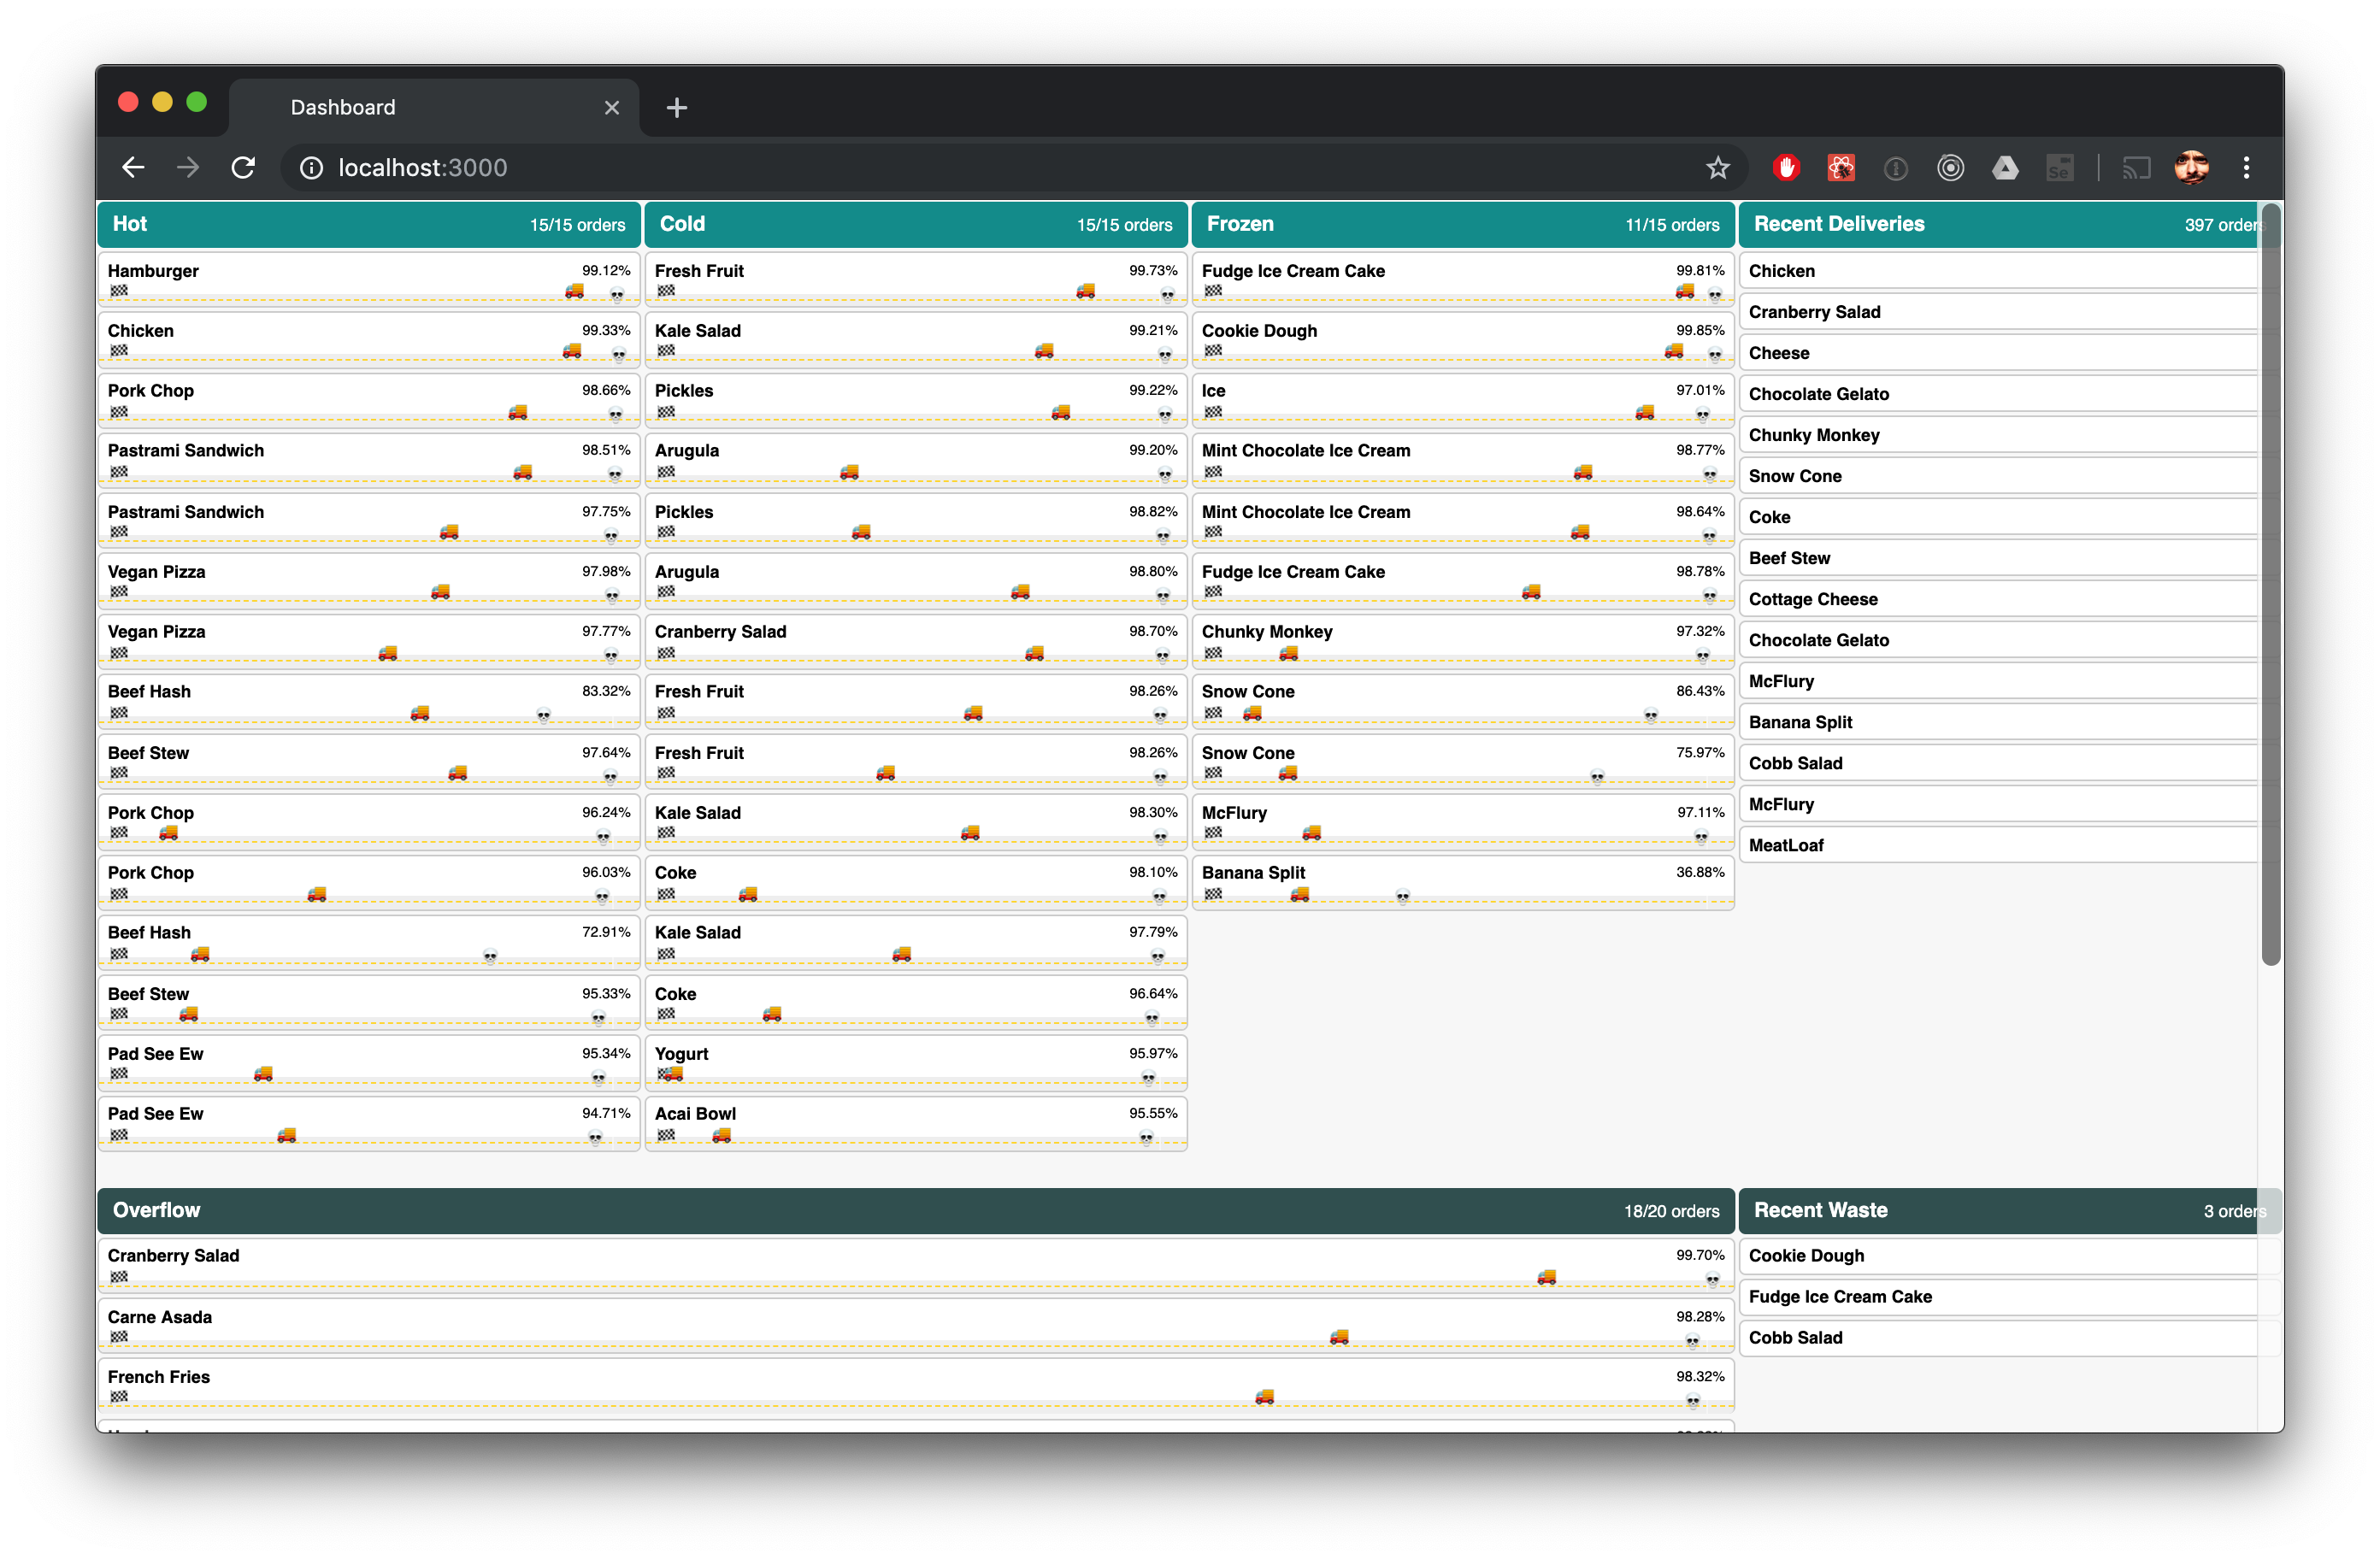 Dashboard
localhost:3000
Hot 15/15 orders
Hamburger 99.12%
Chicken 99.33%
Pork Chop 98.66%
Pastrami Sandwich 98.51%
Pastrami Sandwich 97.75%
Vegan Pizza 97.98%
Vegan Pizza 97.77%
Beef Hash 83.32%
Beef Stew 97.64%
Pork Chop 96.24%
Pork Chop 96.03%
Beef Hash 72.91%
Beef Stew 95.33%
Pad See Ew 95.34%
Pad See Ew 94.71%
Cold 15/15 orders
Fresh Fruit 99.73%
Kale Salad 99.21%
Pickles 99.22%
Arugula 99.20%
Pickles 98.82%
Arugula 98.80%
Cranberry Salad 98.70%
Fresh Fruit 98.26%
Fresh Fruit 98.26%
Kale Salad 98.30%
Coke 98.10%
Kale Salad 97.79%
Coke 96.64%
Yogurt 95.97%
Acai Bowl 95.55%
Frozen 11/15 orders
Fudge Ice Cream Cake 99.81%
Cookie Dough 99.85%
Ice 97.01%
Mint Chocolate Ice Cream 98.77%
Mint Chocolate Ice Cream 98.64%
Fudge Ice Cream Cake 98.78%
Chunky Monkey 97.32%
Snow Cone 86.43%
Snow Cone 75.97%
McFlury 97.11%
Banana Split 36.88%
Recent Deliveries 397 orders
Chicken
Cranberry Salad
Cheese
Chocolate Gelato
Chunky Monkey
Snow Cone
Coke
Beef Stew
Cottage Cheese
Chocolate Gelato
McFlury
Banana Split
Cobb Salad
McFlury
MeatLoaf
Overflow 18/20 orders
Cranberry Salad 99.70%
Carne Asada 98.28%
French Fries 98.32%
Recent Waste 3 orders
Cookie Dough
Fudge Ice Cream Cake
Cobb Salad